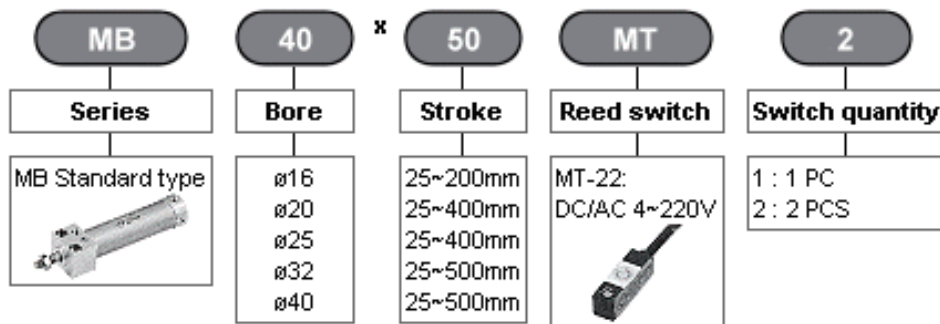 MB 40 x 50 MT 2
Series Bore Stroke Reed switch Switch quantity
MB Standard type
ø16
ø20
ø25
ø32
ø40
25~200mm
25~400mm
25~400mm
25~500mm
25~500mm
MT-22:
DC/AC 4~220V
1 : 1 PC
2 : 2 PCS